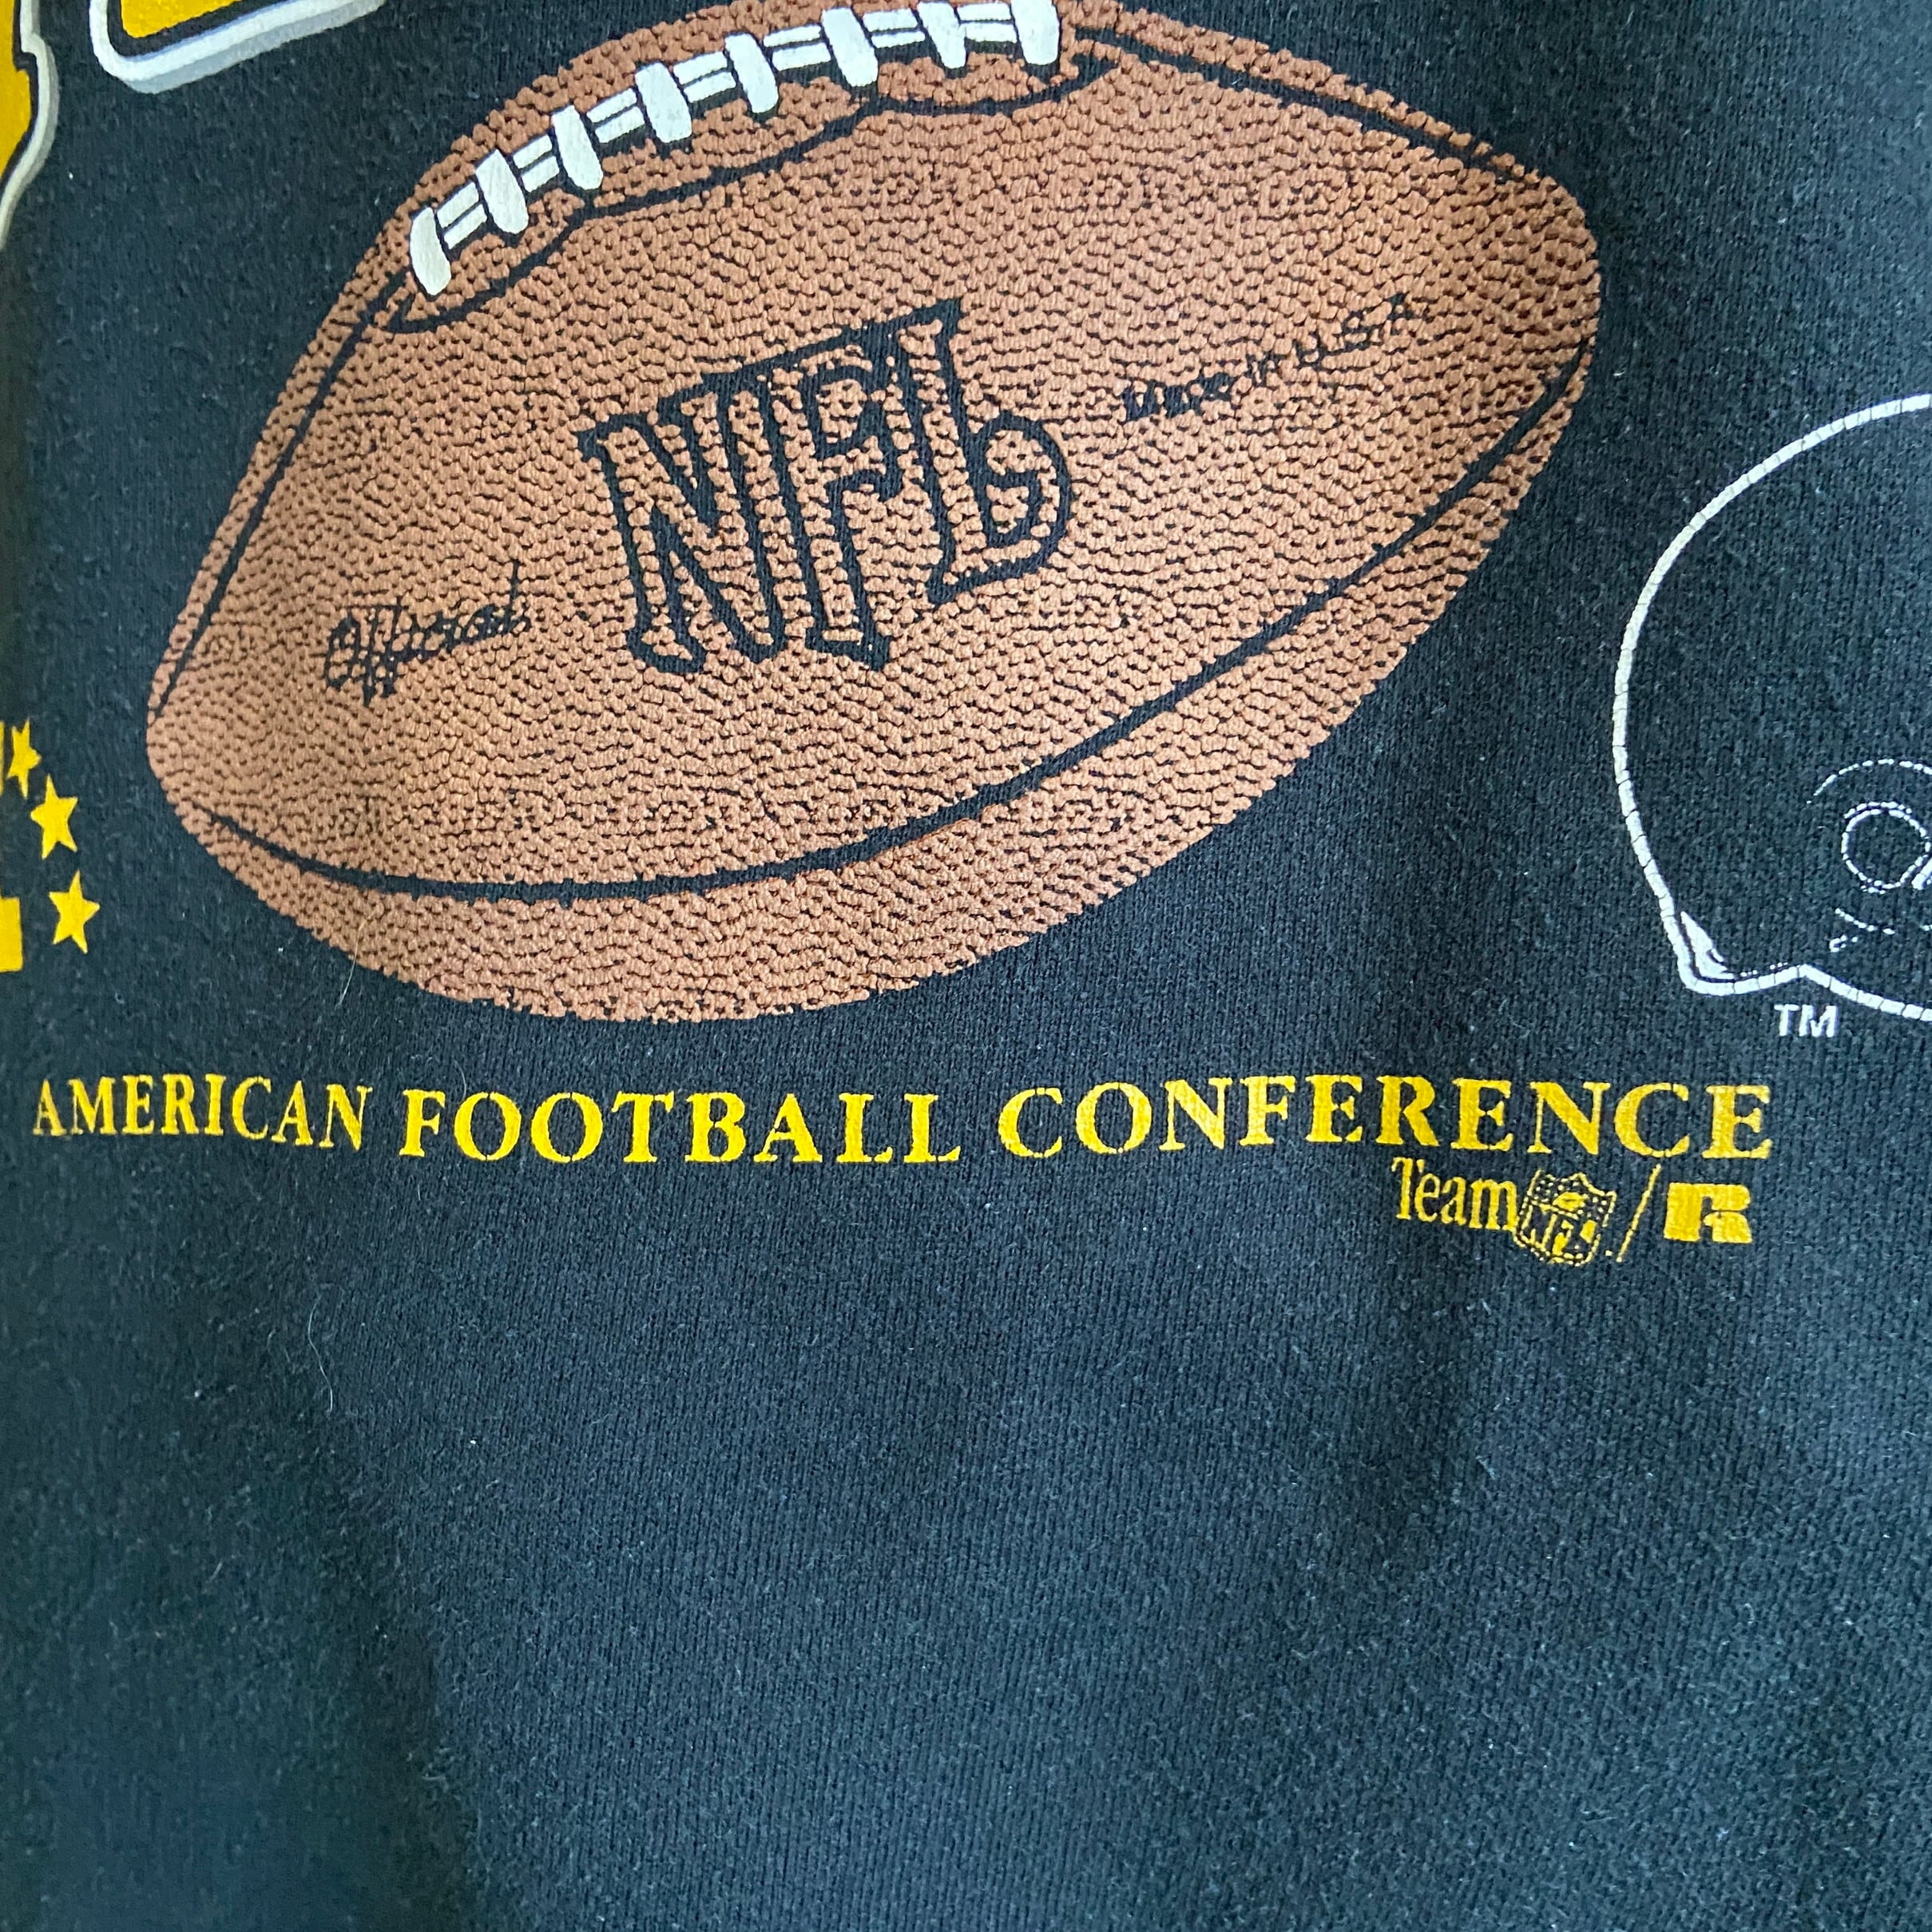 Made in U.S.A.
NFL
Official
TM
AMERICAN FOOTBALL CONFERENCE
Team NFL / R